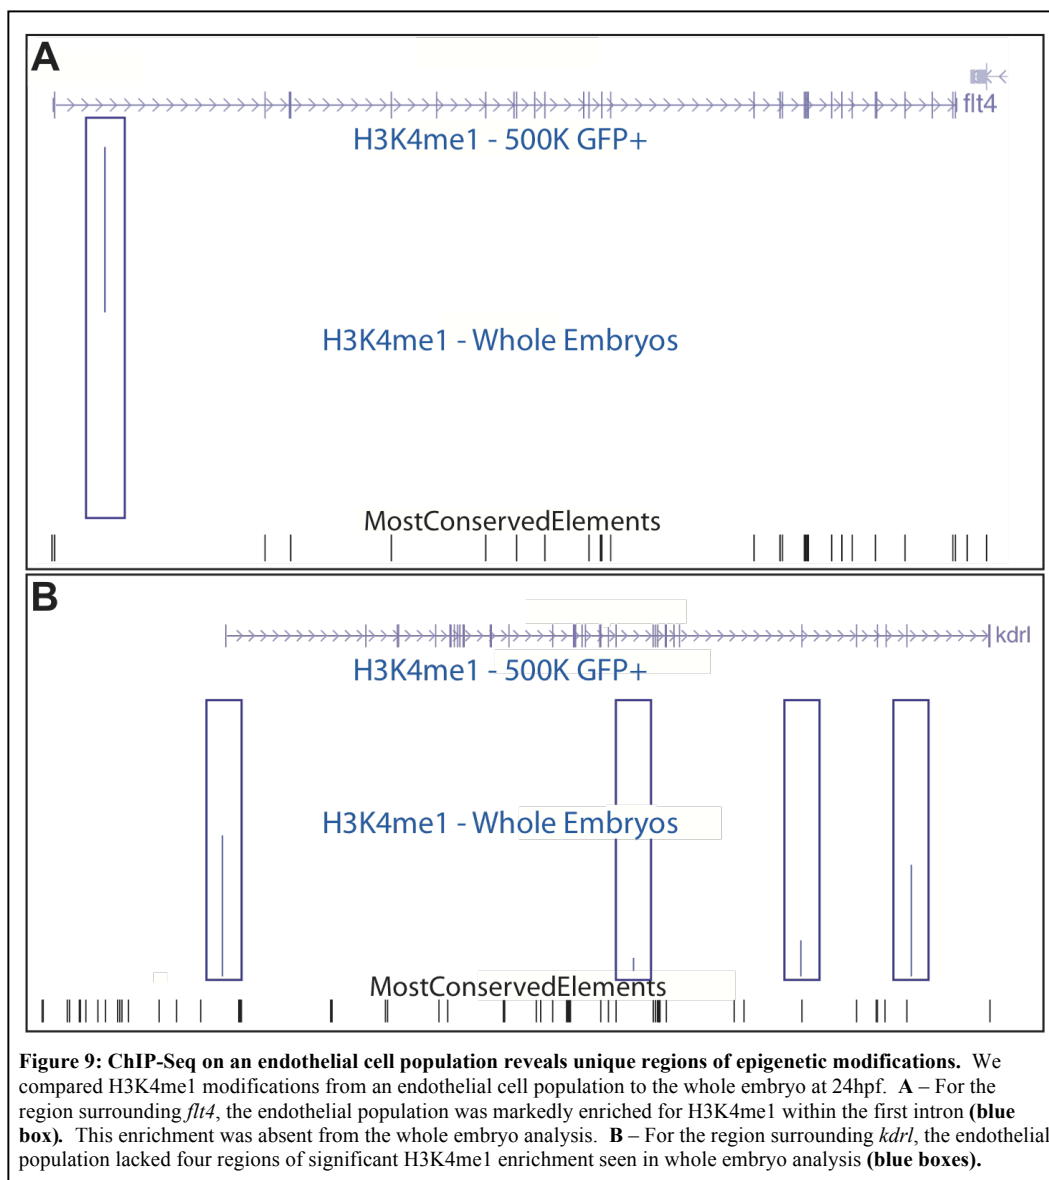 A
flt4
H3K4me1 - 500K GFP+
H3K4me1 - Whole Embryos
MostConservedElements
B
kdrl
H3K4me1 - 500K GFP+
H3K4me1 - Whole Embryos
MostConservedElements
Figure 9: ChIP-Seq on an endothelial cell population reveals unique regions of epigenetic modifications. We
compared H3K4me1 modifications from an endothelial cell population to the whole embryo at 24hpf. A – For the
region surrounding flt4, the endothelial population was markedly enriched for H3K4me1 within the first intron (blue
box). This enrichment was absent from the whole embryo analysis. B – For the region surrounding kdrl, the endothelial
population lacked four regions of significant H3K4me1 enrichment seen in whole embryo analysis (blue boxes).